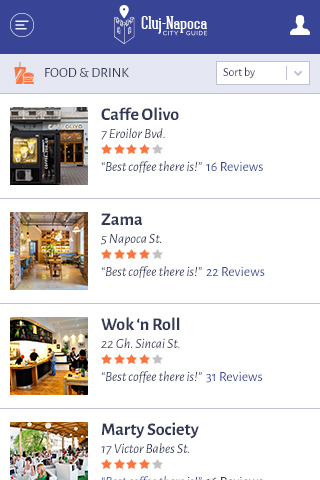 Cluj-Napoca
CITY GUIDE
FOOD & DRINK
Sort by
Caffe Olivo
7 Eroilor Bvd.
“Best coffee there is!” 16 Reviews
Zama
5 Napoca St.
“Best coffee there is!” 22 Reviews
Wok ‘n Roll
22 Gh. Sincai St.
“Best coffee there is!” 31 Reviews
Marty Society
17 Victor Babes St.